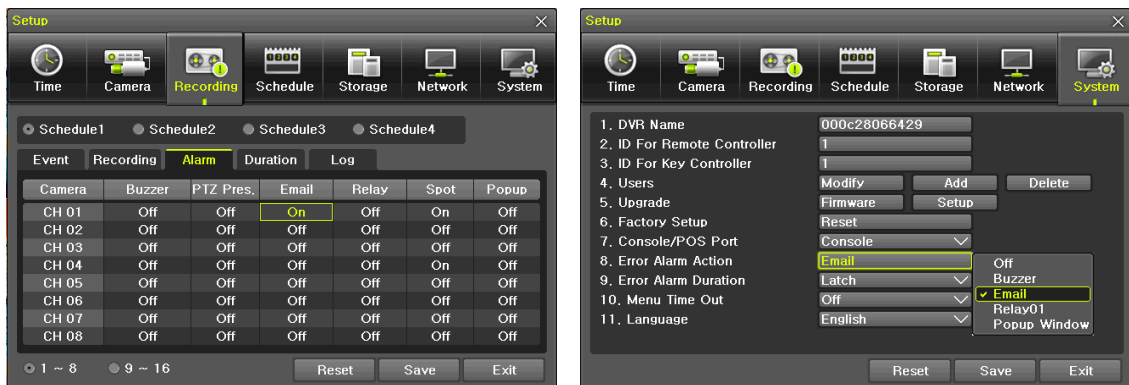 Setup
Time Camera Recording Schedule Storage Network System
Schedule1 Schedule2 Schedule3 Schedule4
Event Recording Alarm Duration Log
Camera Buzzer PTZ Pres. Email Relay Spot Popup
CH 01 Off Off On Off On Off
CH 02 Off Off Off Off Off Off
CH 03 Off Off Off Off Off Off
CH 04 Off Off Off Off On Off
CH 05 Off Off Off Off Off Off
CH 06 Off Off Off Off Off Off
CH 07 Off Off Off Off Off Off
CH 08 Off Off Off Off Off Off
1 ~ 8 9 ~ 16 Reset Save Exit
Setup
Time Camera Recording Schedule Storage Network System
1. DVR Name 000c28066429
2. ID For Remote Controller 1
3. ID For Key Controller 1
4. Users Modify Add Delete
5. Upgrade Firmware Setup
6. Factory Setup Reset
7. Console/POS Port Console
8. Error Alarm Action Email
9. Error Alarm Duration Latch
10. Menu Time Out Off
11. Language English
Off
Buzzer
Email
Relay01
Popup Window
Reset Save Exit